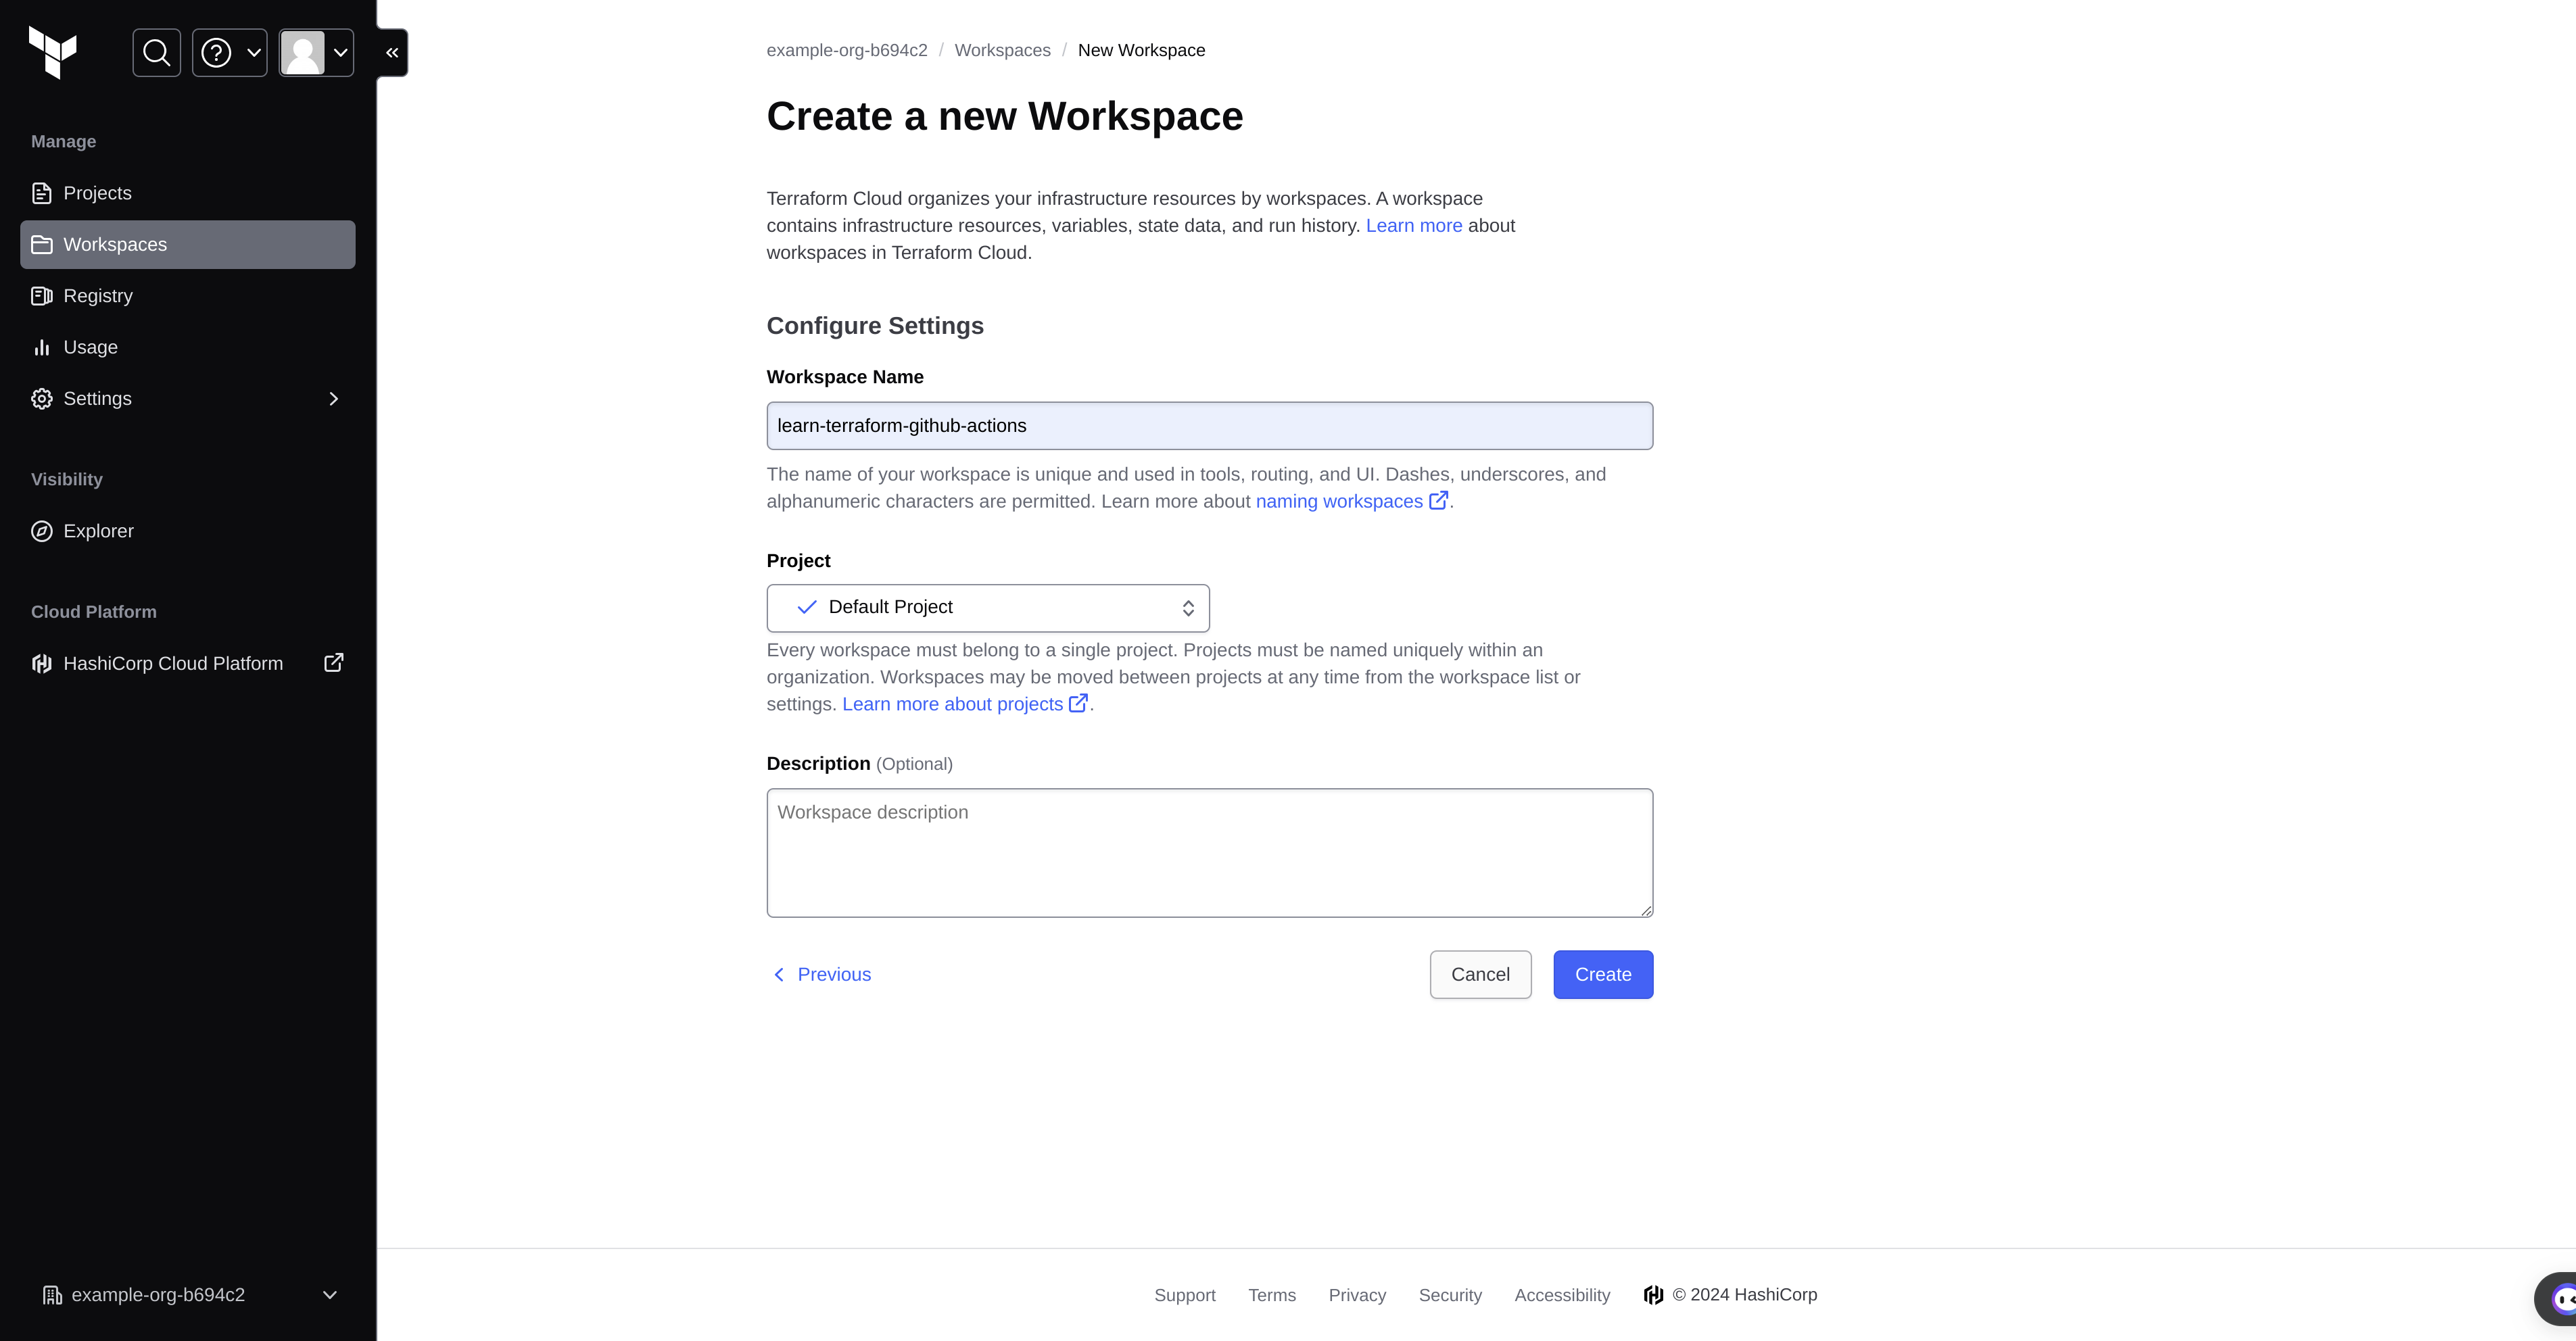 Manage
Projects
Workspaces
Registry
Usage
Settings
Visibility
Explorer
Cloud Platform
HashiCorp Cloud Platform
example-org-b694c2
example-org-b694c2 / Workspaces / New Workspace
Create a new Workspace
Terraform Cloud organizes your infrastructure resources by workspaces. A workspace
contains infrastructure resources, variables, state data, and run history. Learn more about
workspaces in Terraform Cloud.
Configure Settings
Workspace Name
learn-terraform-github-actions
The name of your workspace is unique and used in tools, routing, and UI. Dashes, underscores, and
alphanumeric characters are permitted. Learn more about naming workspaces .
Project
Default Project
Every workspace must belong to a single project. Projects must be named uniquely within an
organization. Workspaces may be moved between projects at any time from the workspace list or
settings. Learn more about projects .
Description (Optional)
Workspace description
Previous
Cancel
Create
Support Terms Privacy Security Accessibility © 2024 HashiCorp